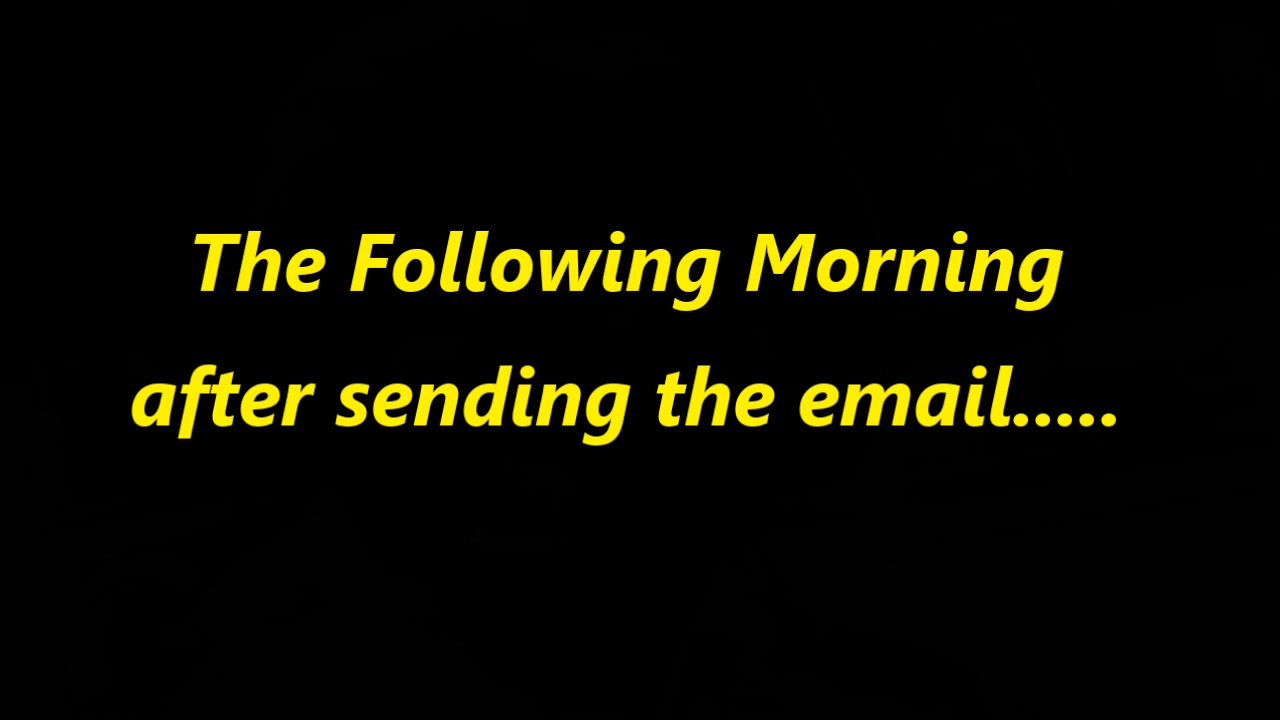 The Following Morning
after sending the email.....